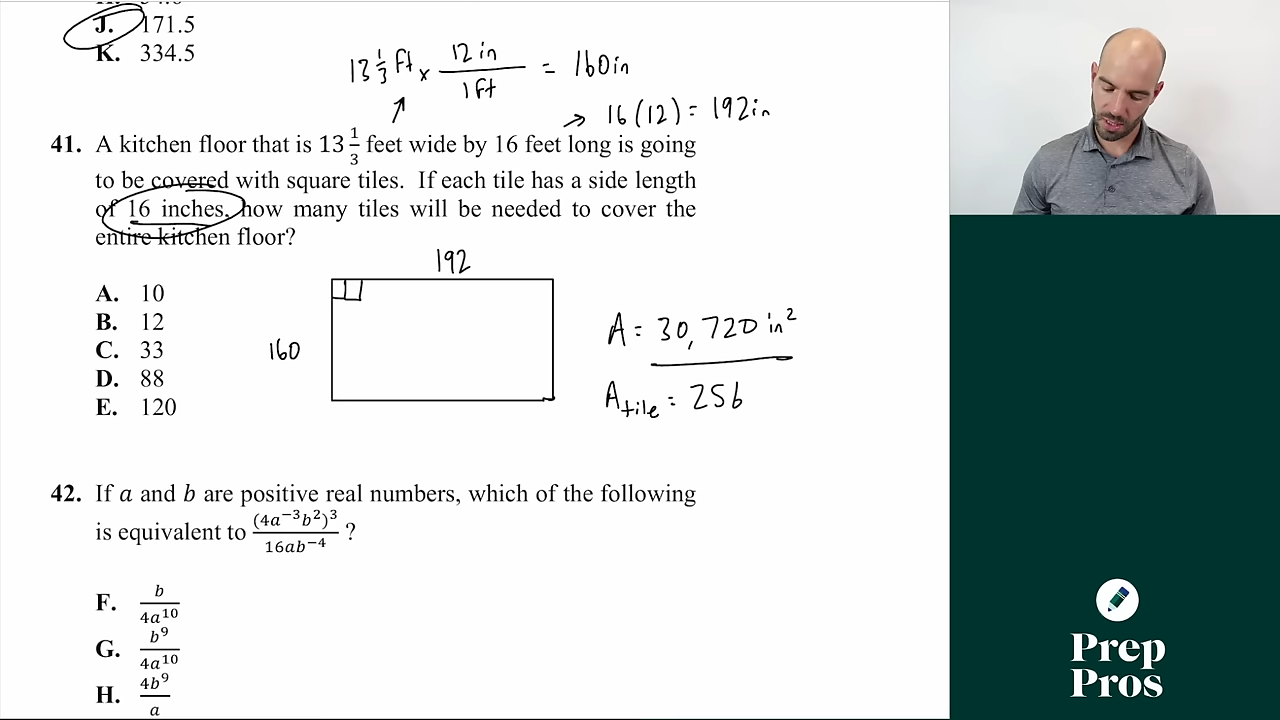 J. 171.5
K. 334.5
13 1/3 ft x 12 in / 1 ft = 160 in
→ 16(12) = 192in
41. A kitchen floor that is 13 1/3 feet wide by 16 feet long is going
to be covered with square tiles. If each tile has a side length
of 16 inches, how many tiles will be needed to cover the
entire kitchen floor?
A. 10
B. 12
C. 33
D. 88
E. 120
192
160
A = 30,720 in²
A tile = 256
42. If a and b are positive real numbers, which of the following
is equivalent to (4a⁻³b²)³ / 16ab⁻⁴ ?
F. b / 4a¹⁰
G. b⁹ / 4a¹⁰
H. 4b⁹ / a
Prep
Pros